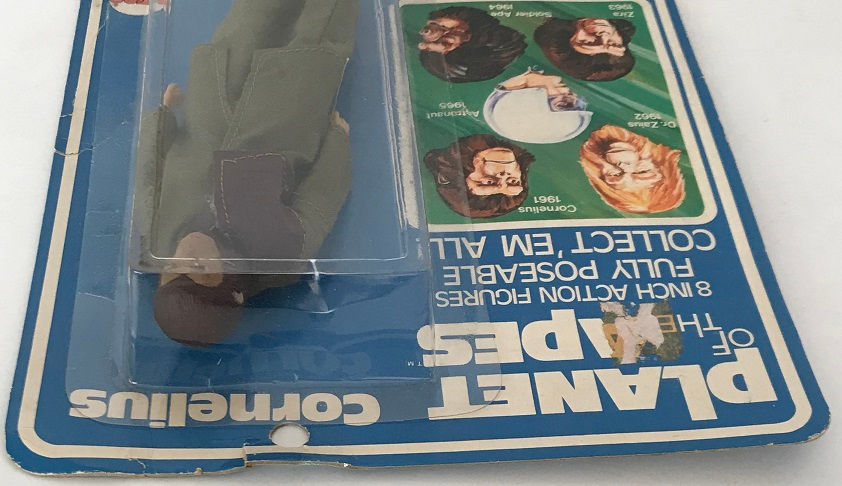 Cornelius
PLANET
OF THE APES
TM
8 INCH ACTION FIGURES
FULLY POSEABLE
COLLECT 'EM ALL
Cornelius
1961
Dr. Zaius
1962
Astronaut
1965
Zira
1963
Soldier Ape
1964